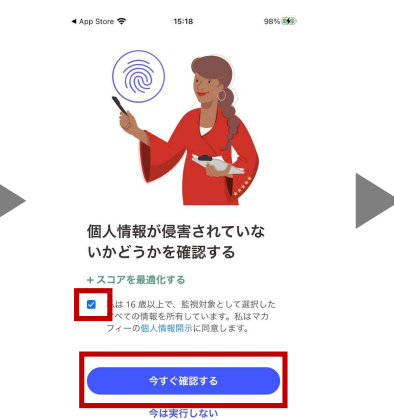 ◀ App Store 15:18 98%
個人情報が侵害されていな
いかどうかを確認する
+スコアを最適化する
は 16 歳以上で、監視対象として選択した
べての情報を所有しています。私はマカ
フィーの個人情報開示に同意します。
今すぐ確認する
今は実行しない